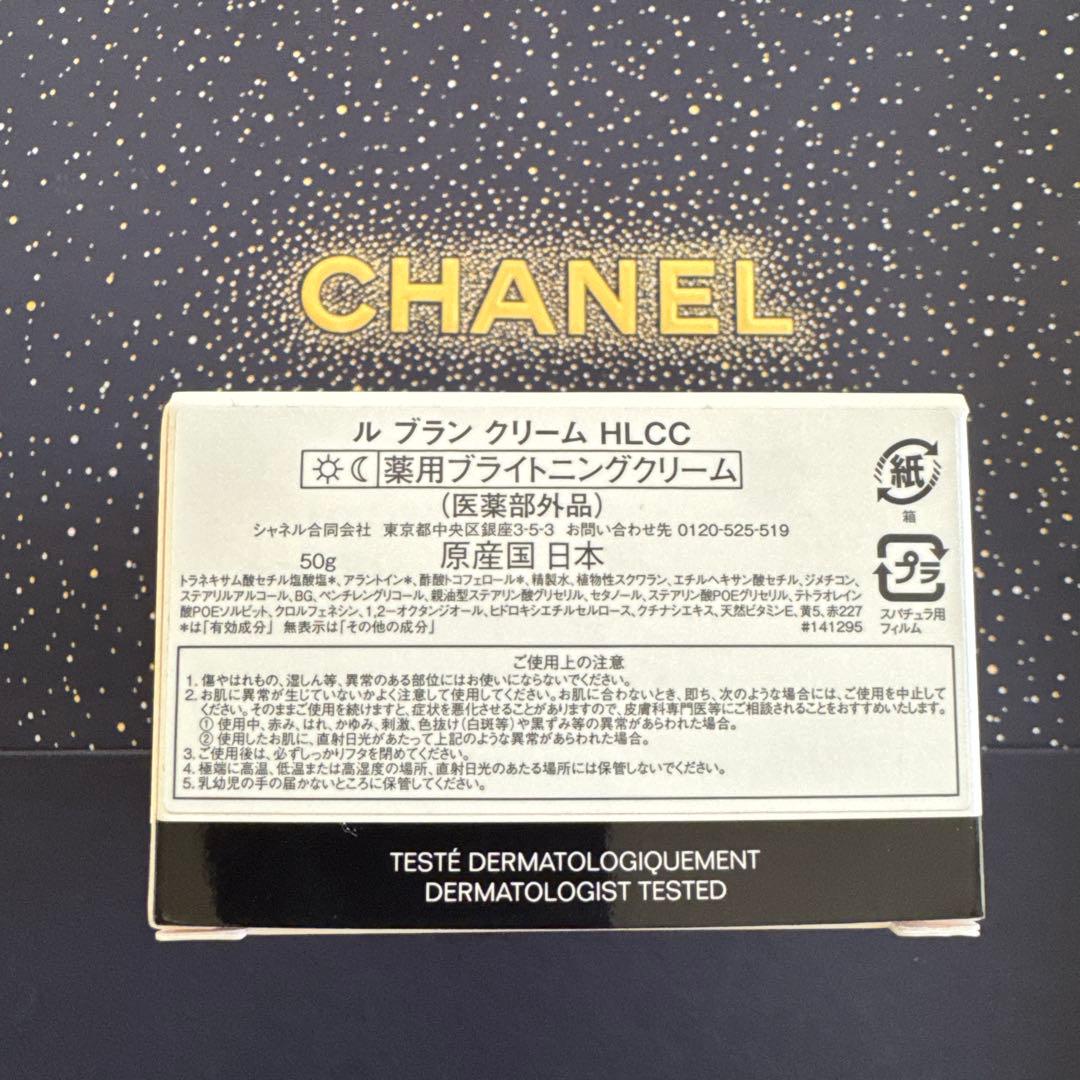 CHANEL
ル ブラン クリーム HLCC
薬用ブライトニングクリーム
(医薬部外品)
シャネル合同会社 東京都中央区銀座3-5-3 お問い合わせ先 0120-525-519
50g 原産国 日本
トラネキサム酸セチル塩酸塩*、アラントイン*、酢酸トコフェロール*、精製水、植物性スクワラン、エチルヘキサン酸セチル、ジメチコン、
ステアリルアルコール、BG、ペンチレングリコール、親油型ステアリン酸グリセリル、セタノール、ステアリン酸POEグリセリル、テトラオレイン
酸POEソルビット、クロルフェネシン、1,2-オクタンジオール、ヒドロキシエチルセルロース、クチナシエキス、天然ビタミンE、黄5、赤227
*は「有効成分」 無表示は「その他の成分」 #141295
紙
箱
プラ
スパチュラ用
フィルム
ご使用上の注意
1. 傷やはれもの、湿しん等、異常のある部位にはお使いにならないでください。
2. お肌に異常が生じていないかよく注意して使用してください。お肌に合わないとき、即ち、次のような場合には、ご使用を中止して
ください。そのままご使用を続けますと、症状を悪化させることがありますので、皮膚科専門医等にご相談されることをおすすめいたします。
① 使用中、赤み、はれ、かゆみ、刺激、色抜け(白斑等)や黒ずみ等の異常があらわれた場合。
② 使用したお肌に、直射日光があたって上記のような異常があらわれた場合。
3. ご使用後は、必ずしっかりフタを閉めてください。
4. 極端に高温、低温または高湿度の場所、直射日光のあたる場所には保管しないでください。
5. 乳幼児の手の届かないところに保管してください。
TESTÉ DERMATOLOGIQUEMENT
DERMATOLOGIST TESTED